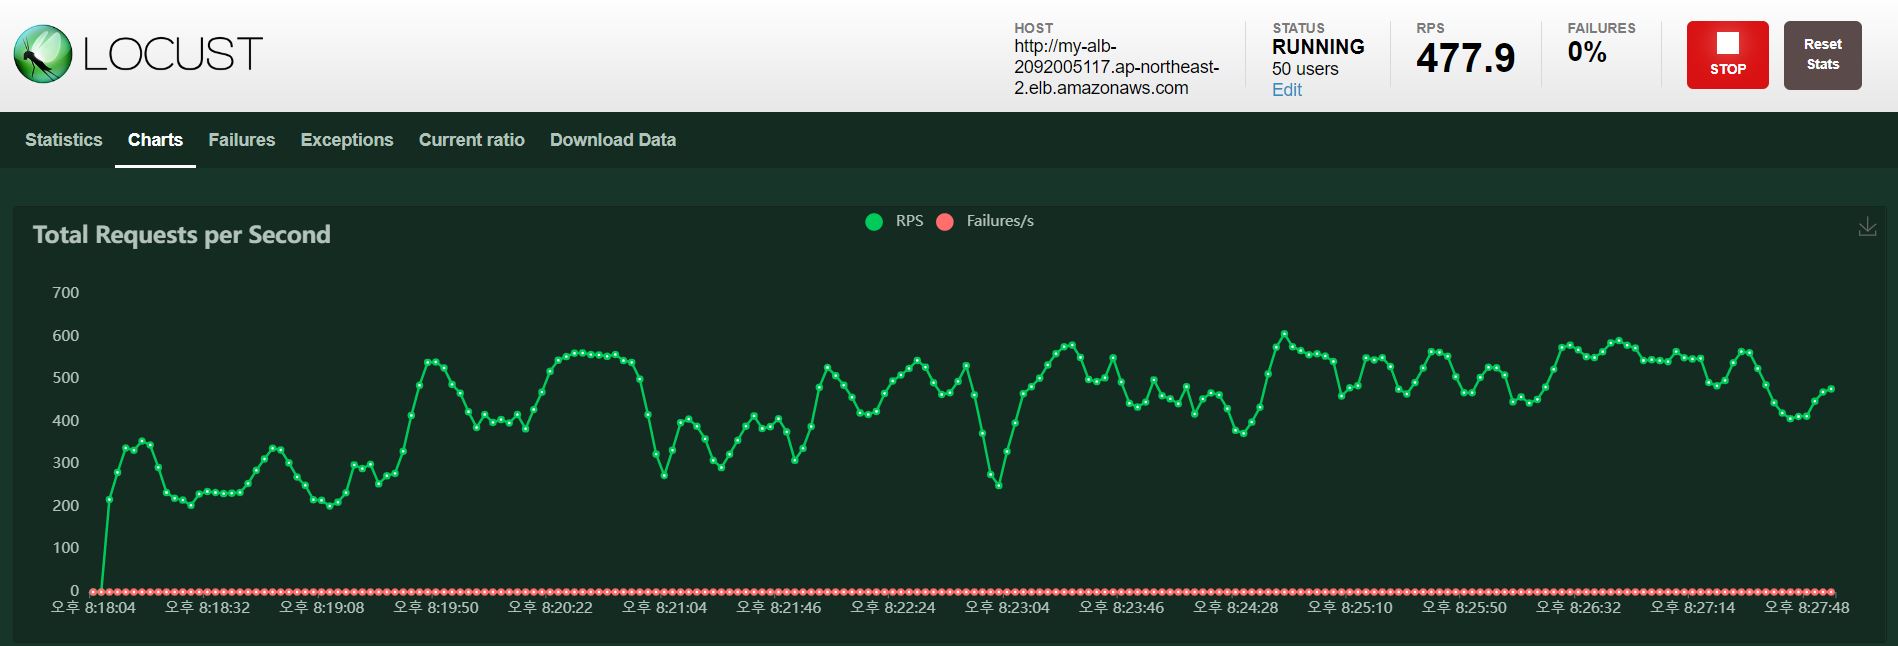 LOCUST
HOST
http://my-alb-
2092005117.ap-northeast-
2.elb.amazonaws.com
STATUS
RUNNING
50 users
Edit
RPS
477.9
FAILURES
0%
STOP
Reset
Stats
Statistics Charts Failures Exceptions Current ratio Download Data
Total Requests per Second
RPS Failures/s
700
600
500
400
300
200
100
0
오후 8:18:04 오후 8:18:32 오후 8:19:08 오후 8:19:50 오후 8:20:22 오후 8:21:04 오후 8:21:46 오후 8:22:24 오후 8:23:04 오후 8:23:46 오후 8:24:28 오후 8:25:10 오후 8:25:50 오후 8:26:32 오후 8:27:14 오후 8:27:48